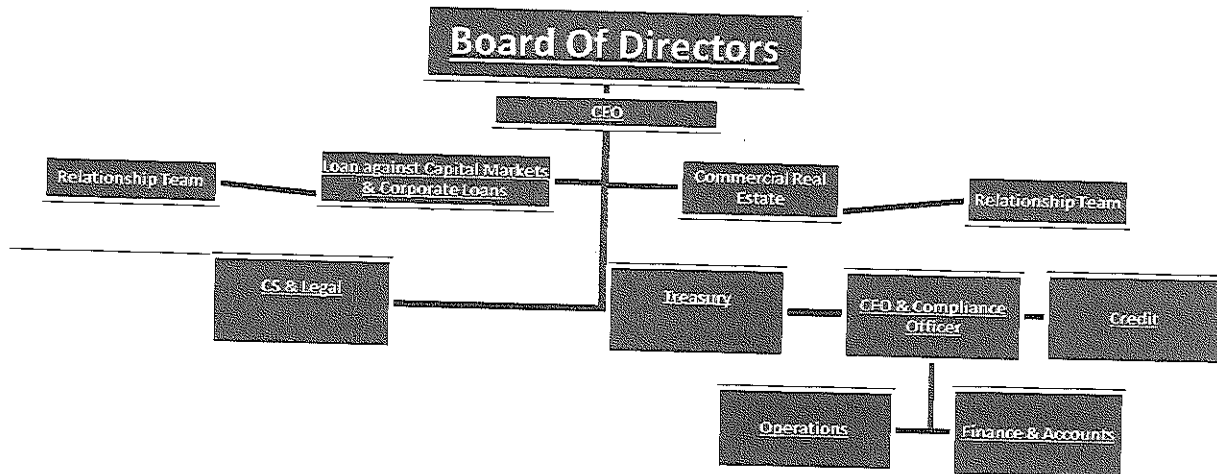 Board Of Directors
CEO
Relationship Team
Loan against Capital Markets
& Corporate Loans
Commercial Real
Estate
Relationship Team
CS & Legal
Treasury
CFO & Compliance
Officer
Credit
Operations
Finance & Accounts